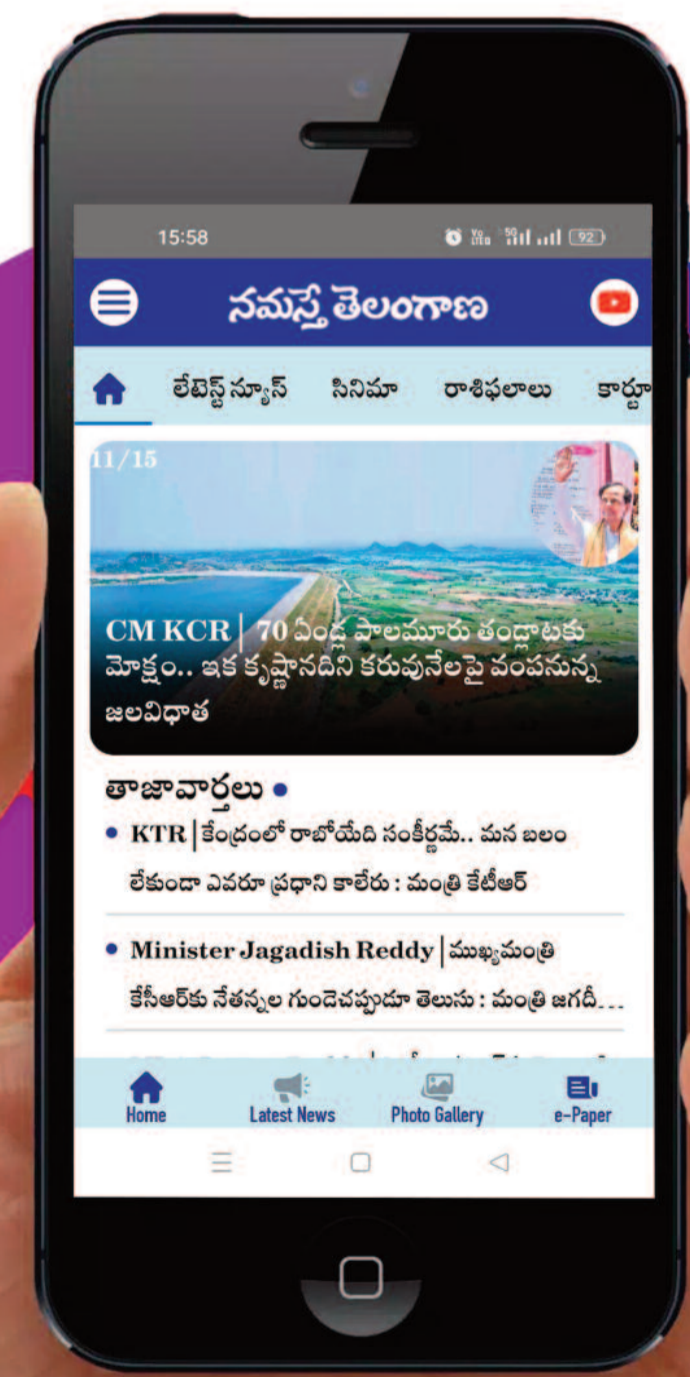 15:58
92
నమస్తే తెలంగాణ
లేటెస్ట్ న్యూస్ సినిమా రాశిఫలాలు కార్టూ
11/15
CM KCR | 70 ఏండ్ల పాలమూరు తండ్లాటకు
మోక్షం.. ఇక కృష్ణానదిని కరువునేలపై వంపనున్న
జలవిధాత
తాజావార్తలు •
• KTR | కేంద్రంలో రాబోయేది సంకీర్ణమే.. మన బలం
లేకుండా ఎవరూ ప్రధాని కాలేరు : మంత్రి కేటీఆర్
• Minister Jagadish Reddy | ముఖ్యమంత్రి
కేసీఆర్‌కు నేతన్నల గుండెచప్పుడూ తెలుసు : మంత్రి జగదీ...
Home Latest News Photo Gallery e-Paper